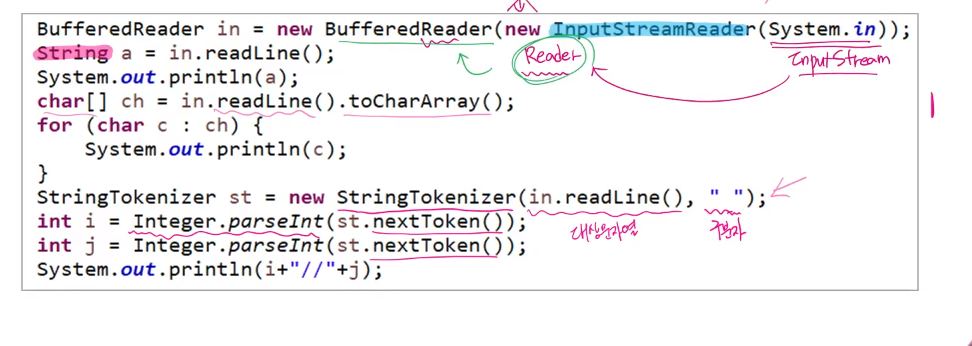 BufferedReader in = new BufferedReader(new InputStreamReader(System.in));
Reader
InputStream
String a = in.readLine();
System.out.println(a);
char[] ch = in.readLine().toCharArray();
for (char c : ch) {
System.out.println(c);
}
StringTokenizer st = new StringTokenizer(in.readLine(), " ");
int i = Integer.parseInt(st.nextToken());
대상문자열
구분자
int j = Integer.parseInt(st.nextToken());
System.out.println(i+"//"+j);